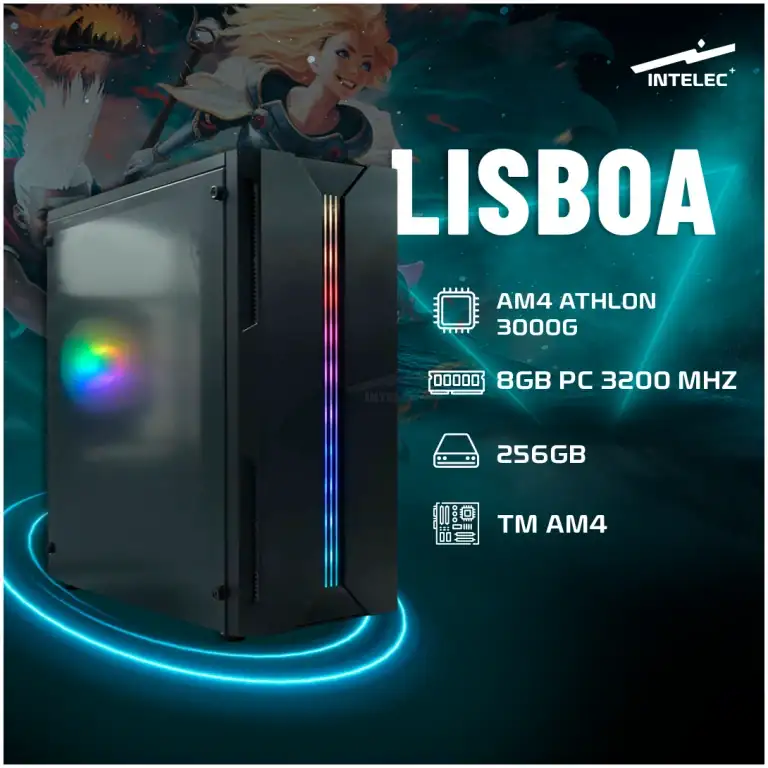 INTELEC+
LISBOA
AM4 ATHLON
3000G
8GB PC 3200 MHZ
256GB
TM AM4